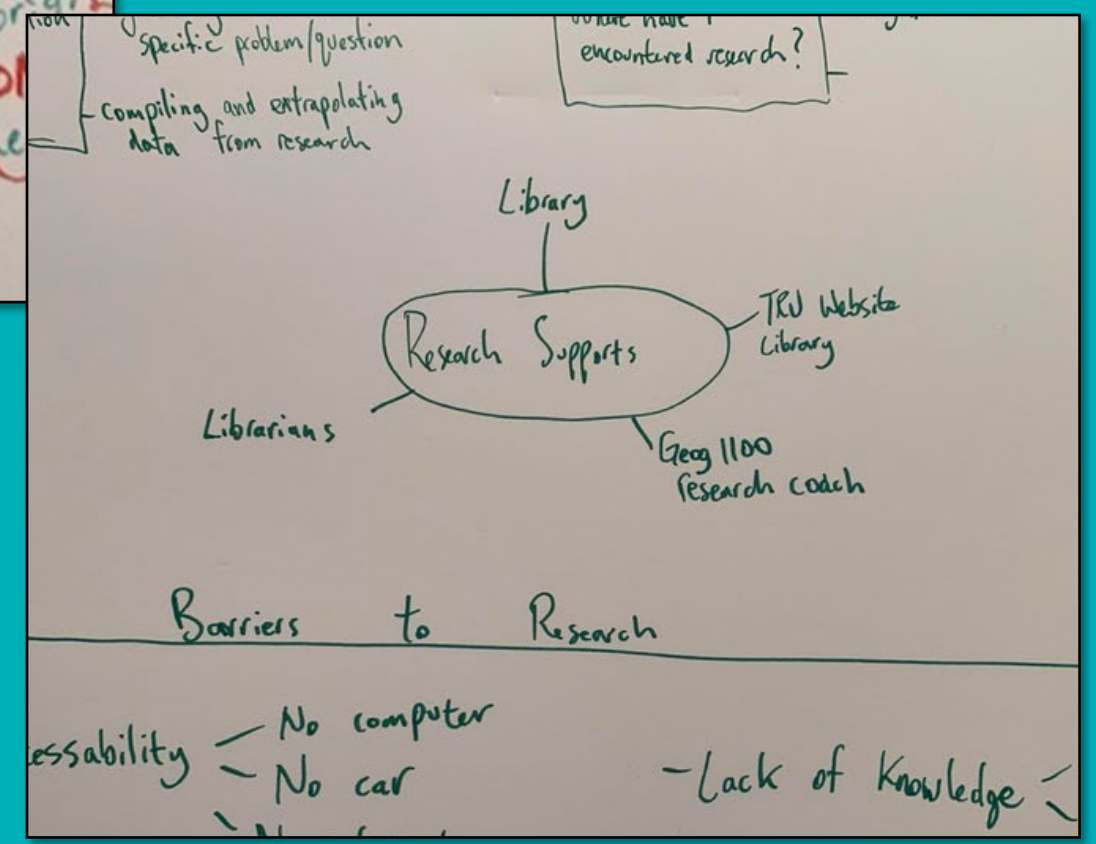 specific problem/question
- compiling and extrapolating
data from research
encountered research?
Library
Research Supports
TRU Website
Library
Librarians
Geog 1100
research coach
Barriers to Research
essability
No computer
No car
- Lack of Knowledge